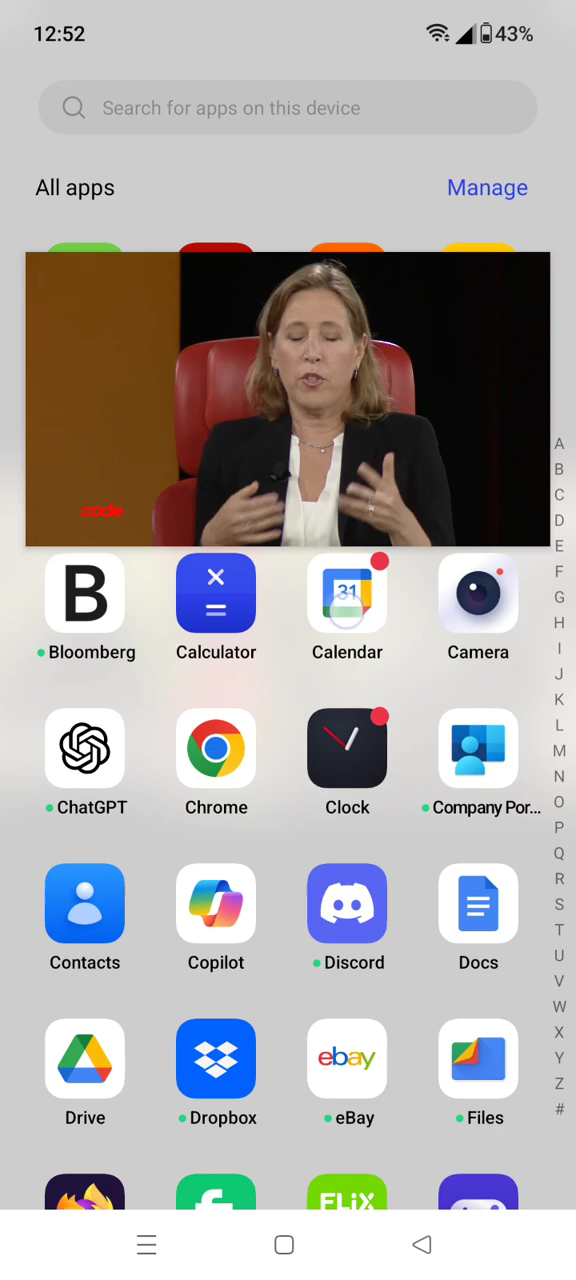 12:52
43%
Search for apps on this device
All apps
Manage
code
A
B
C
D
E
F
G
H
I
J
K
L
M
N
O
P
Q
R
S
T
U
V
W
X
Y
Z
#
B
31
Bloomberg
Calculator
Calendar
Camera
ChatGPT
Chrome
Clock
Company Por...
Contacts
Copilot
Discord
Docs
ebay
Drive
Dropbox
eBay
Files
FLiX